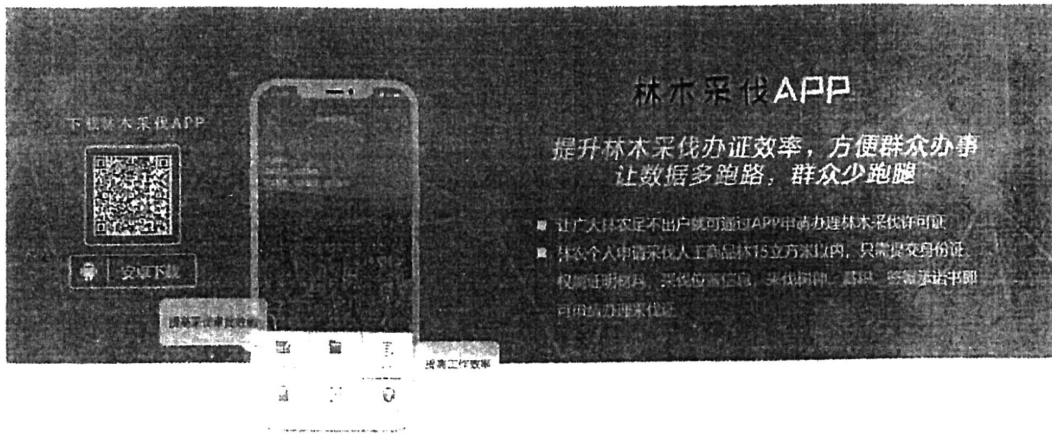 下载林木采伐APP
安卓下载
提高工作效率
林木采伐APP
提升林木采伐办证效率，方便群众办事
让数据多跑路，群众少跑腿
让广大林农足不出户就可通过APP申请办连林木采伐许可证
林农个人申请采伐人工商品林15立方米以内，只需提交身份证、
权属证明材料、采伐位置信息、采伐树种、蓄积、签署承诺书即
可申请办理采伐证